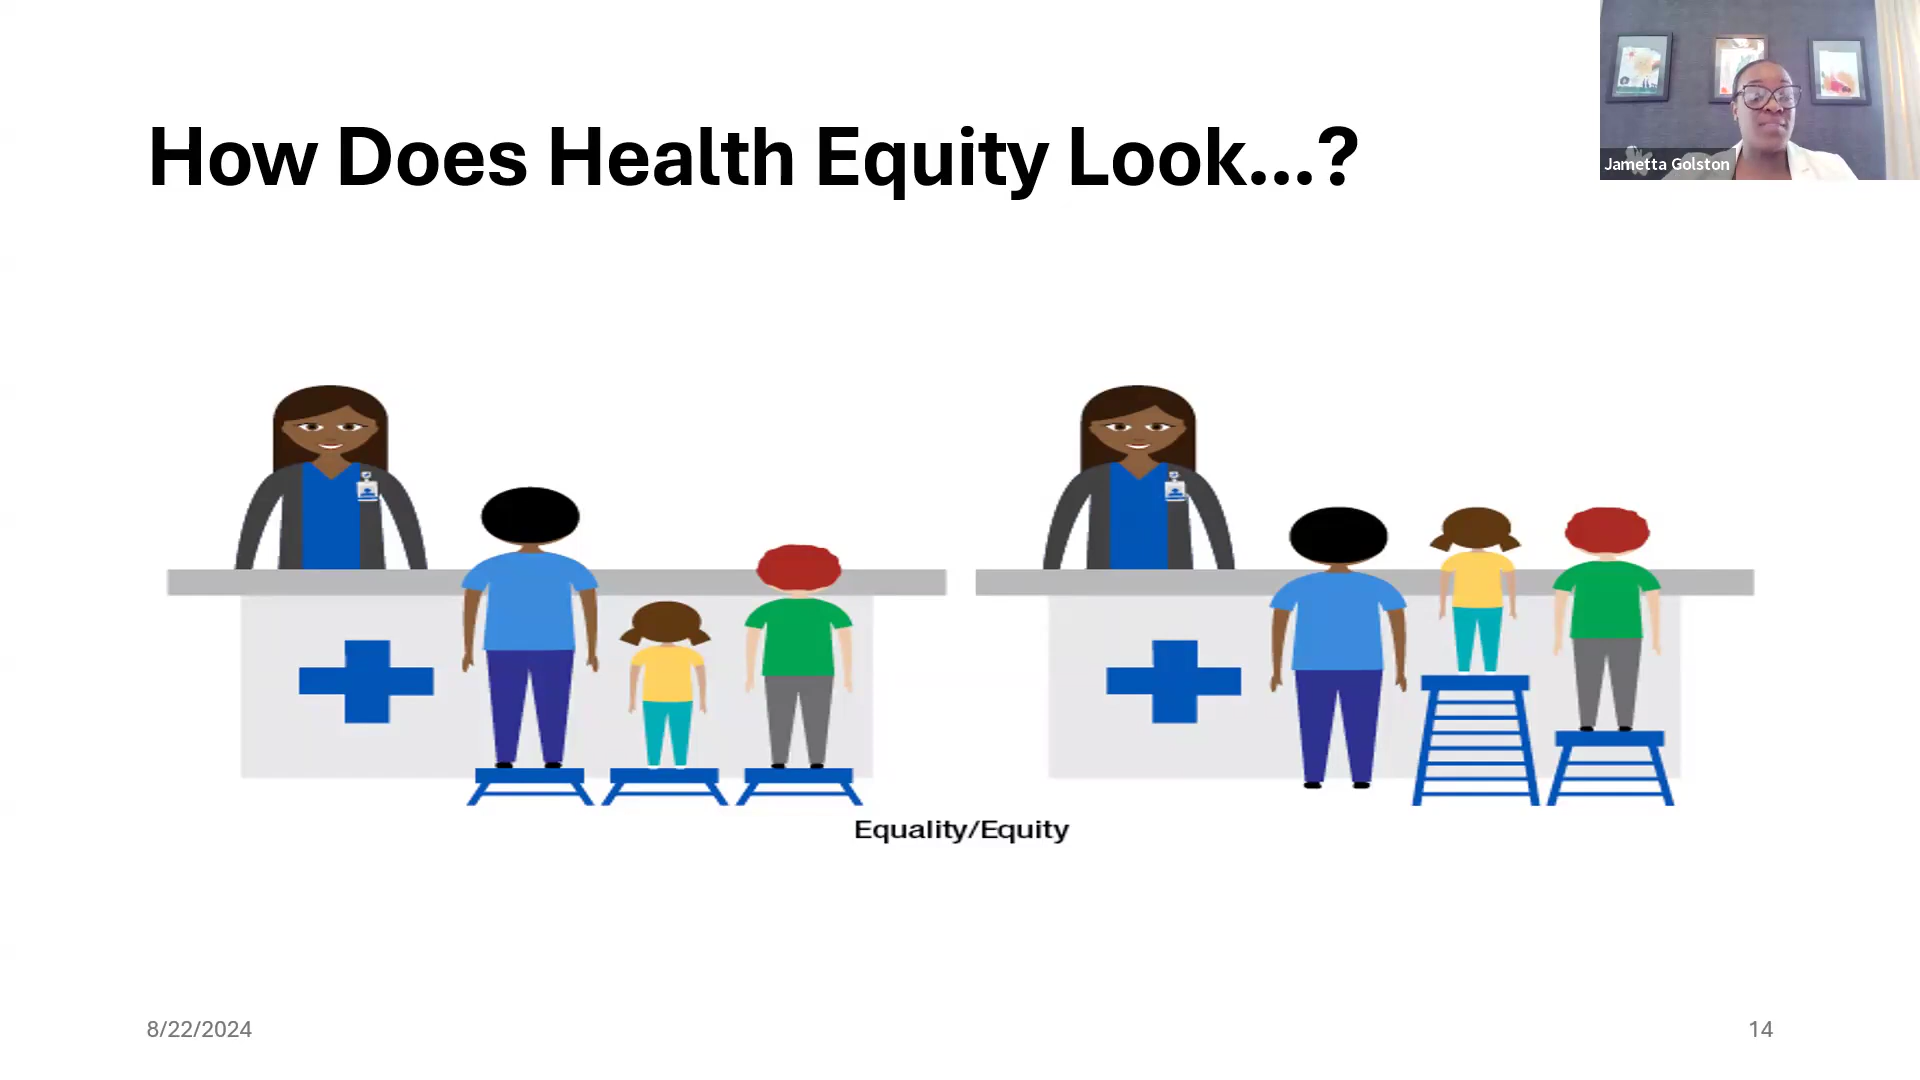 How Does Health Equity Look...?
Jametta Golston
Equality/Equity
8/22/2024
14